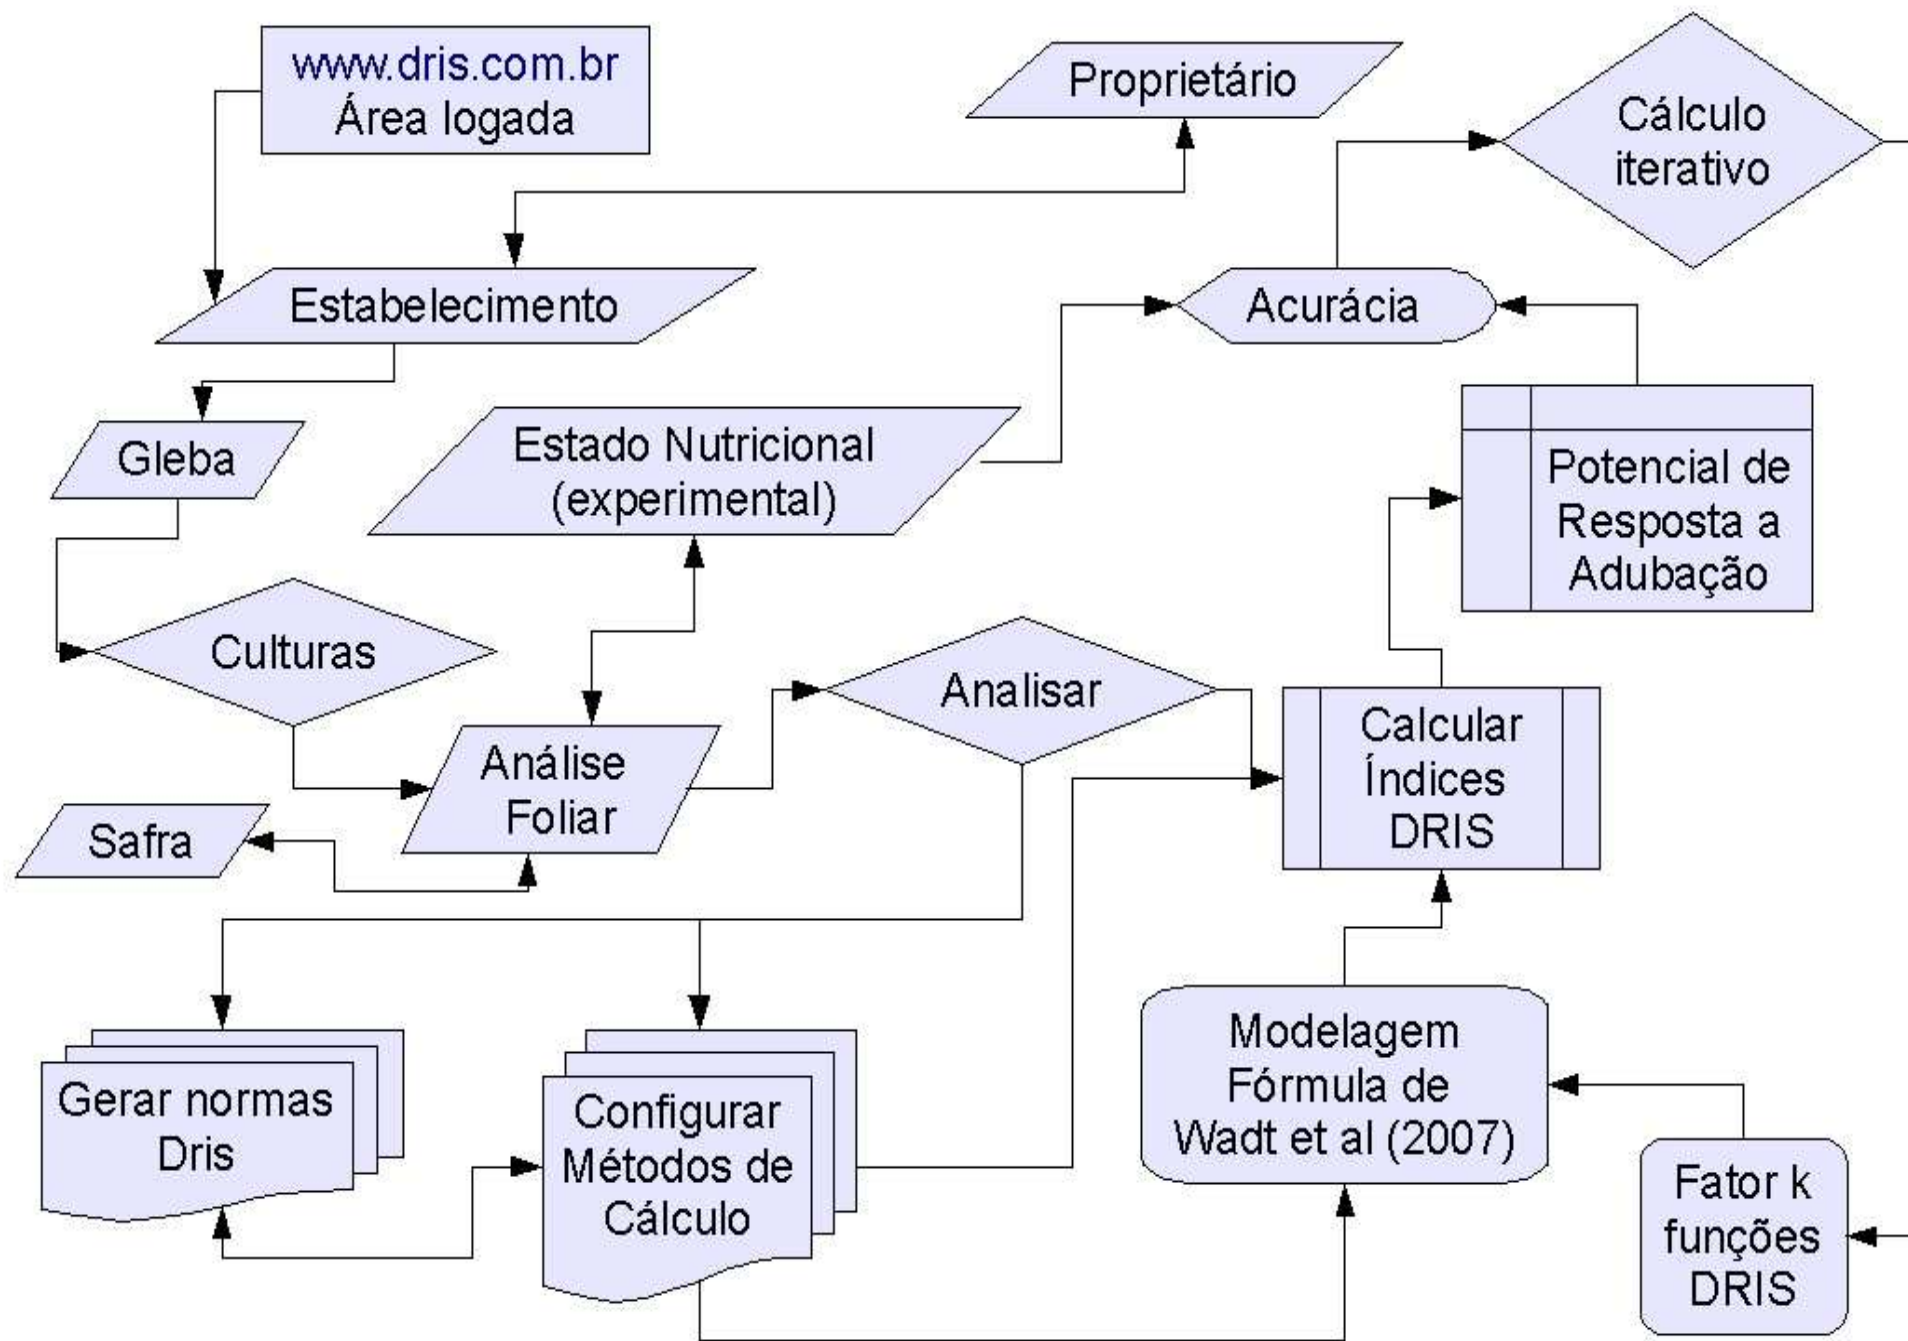 www.dris.com.br
Área logada
Proprietário
Cálculo
iterativo
Estabelecimento
Acurácia
Gleba
Estado Nutricional
(experimental)
Potencial de
Resposta a
Adubação
Culturas
Analisar
Análise
Foliar
Calcular
Índices
DRIS
Safra
Gerar normas
Dris
Configurar
Métodos de
Cálculo
Modelagem
Fórmula de
Wadt et al (2007)
Fator k
funções
DRIS